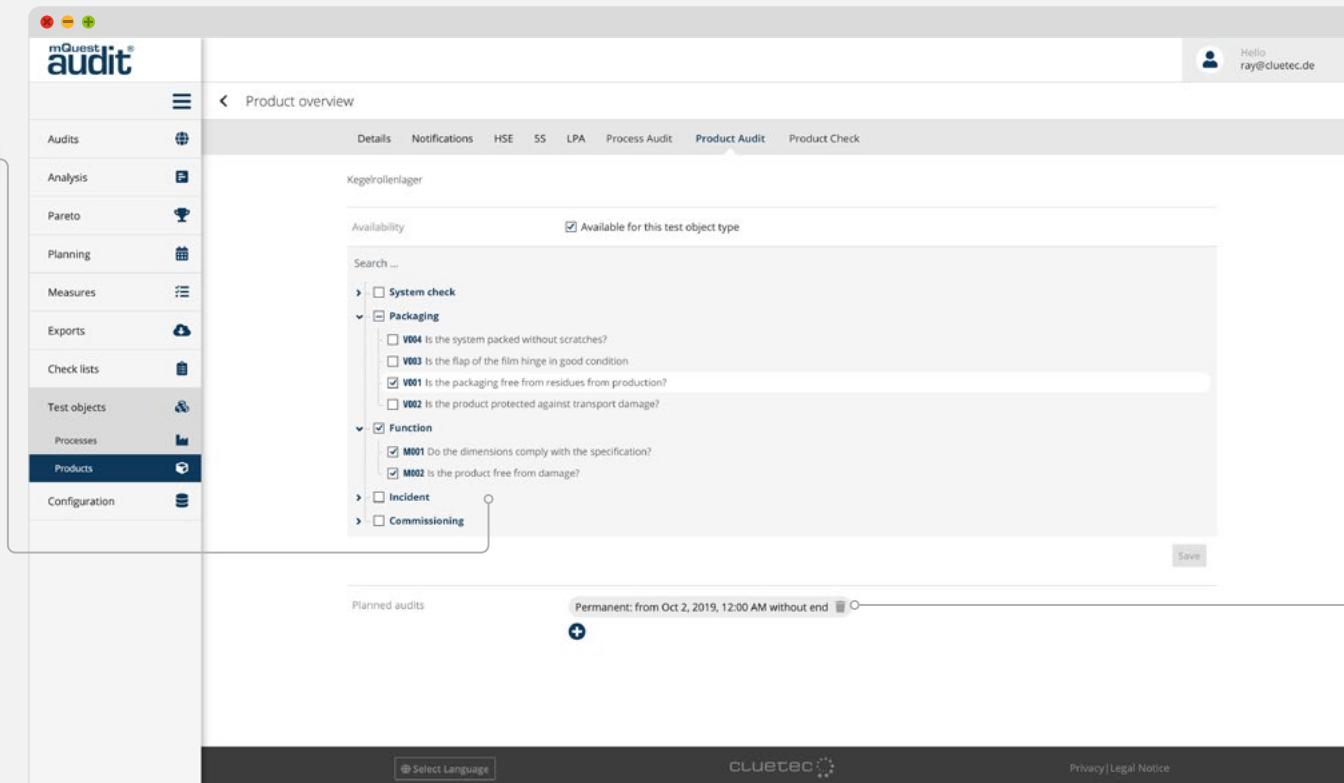 mQuest®
audit
Hello
ray@cluetec.de
Product overview
Audits
Analysis
Pareto
Planning
Measures
Exports
Check lists
Test objects
Processes
Products
Configuration
Details Notifications HSE 5S LPA Process Audit Product Audit Product Check
Kegelrollenlager
Availability Available for this test object type
Search ...
System check
Packaging
V004 Is the system packed without scratches?
V003 Is the flap of the film hinge in good condition
V001 Is the packaging free from residues from production?
V002 Is the product protected against transport damage?
Function
M001 Do the dimensions comply with the specification?
M002 Is the product free from damage?
Incident
Commissioning
Save
Planned audits Permanent: from Oct 2, 2019, 12:00 AM without end
Select Language cluetec Privacy|Legal Notice